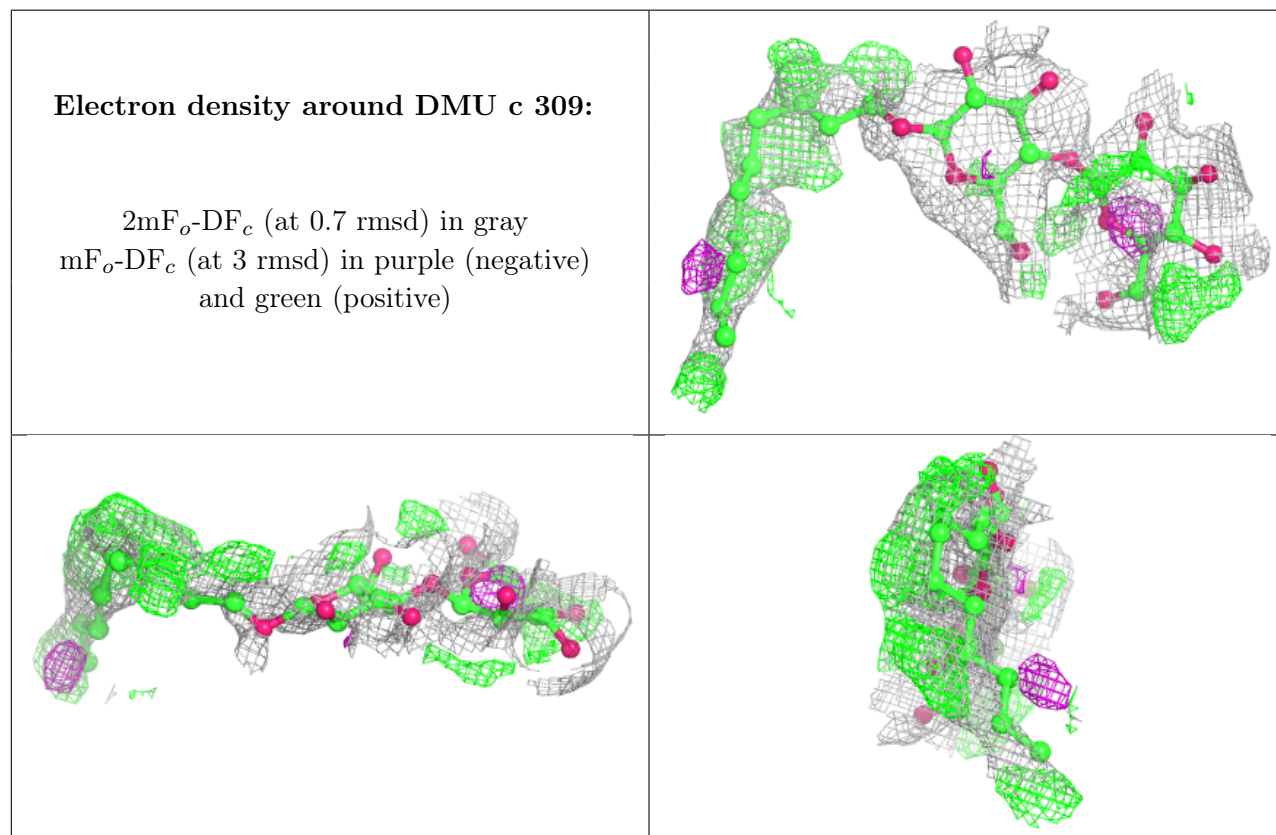 Electron density around DMU c 309:
2mFₒ-DF𝒸 (at 0.7 rmsd) in gray
mFₒ-DF𝒸 (at 3 rmsd) in purple (negative)
and green (positive)